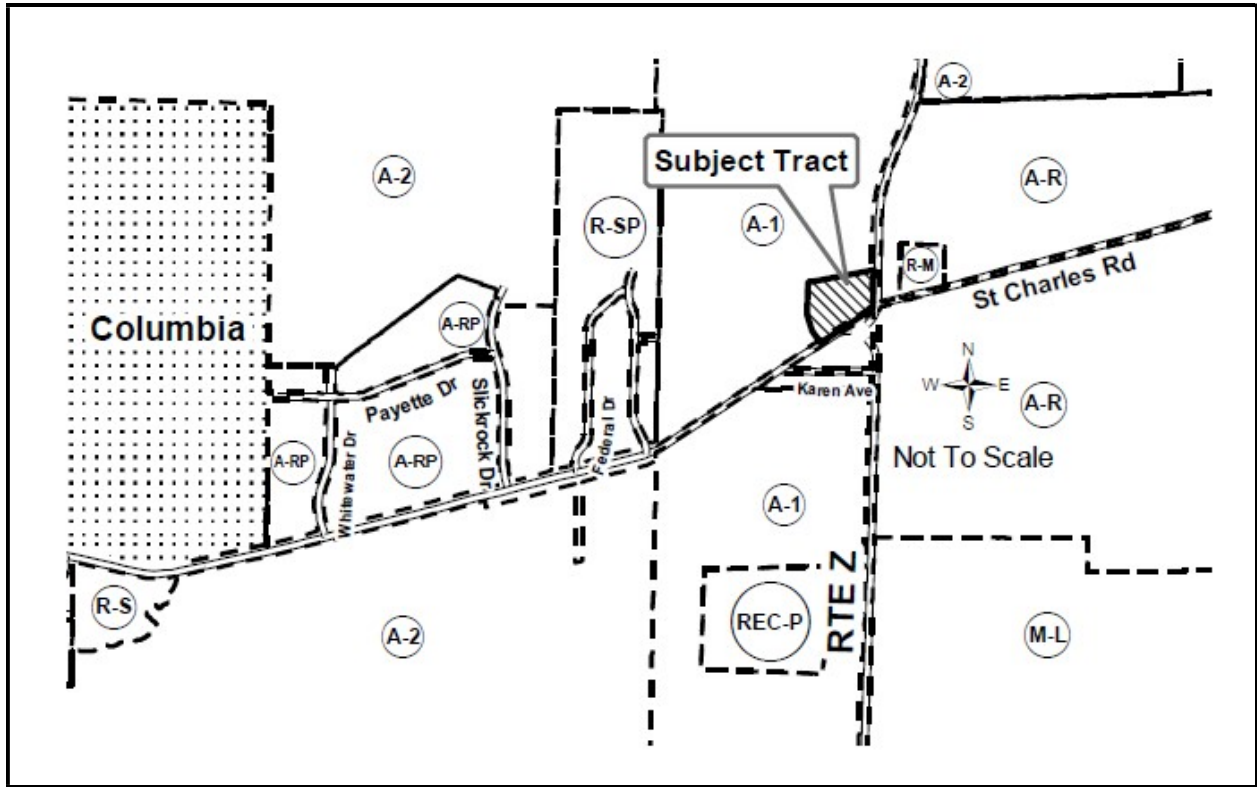 A-2
Subject Tract
A-2
A-R
R-SP
A-1
R-M
St Charles Rd
Columbia
A-RP
Payette Dr
Slickrock Dr
Federal Dr
Karen Ave
N
W E
S
A-R
Not To Scale
A-RP
Whitewater Dr
A-RP
A-1
RTE Z
R-S
A-2
REC-P
M-L